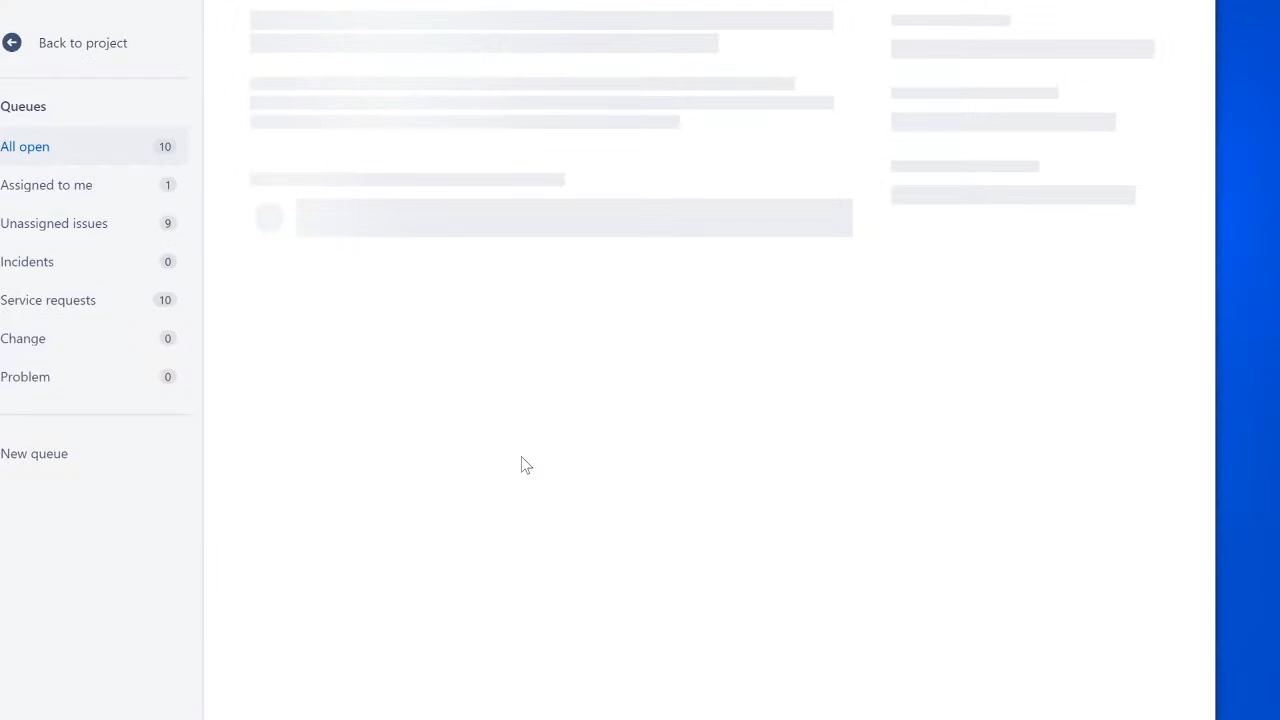 Back to project
Queues
All open 10
Assigned to me 1
Unassigned issues 9
Incidents 0
Service requests 10
Change 0
Problem 0
New queue